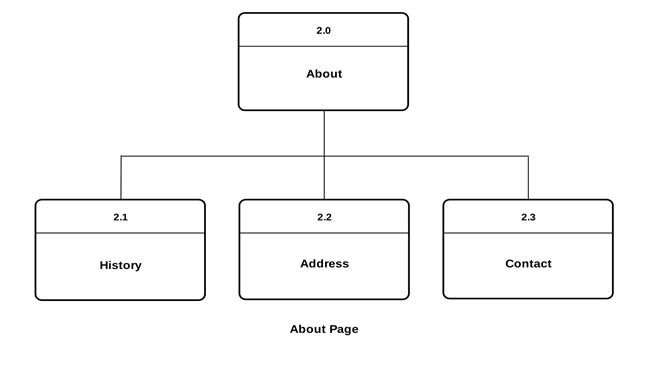 2.0
About
2.1
History
2.2
Address
2.3
Contact
About Page